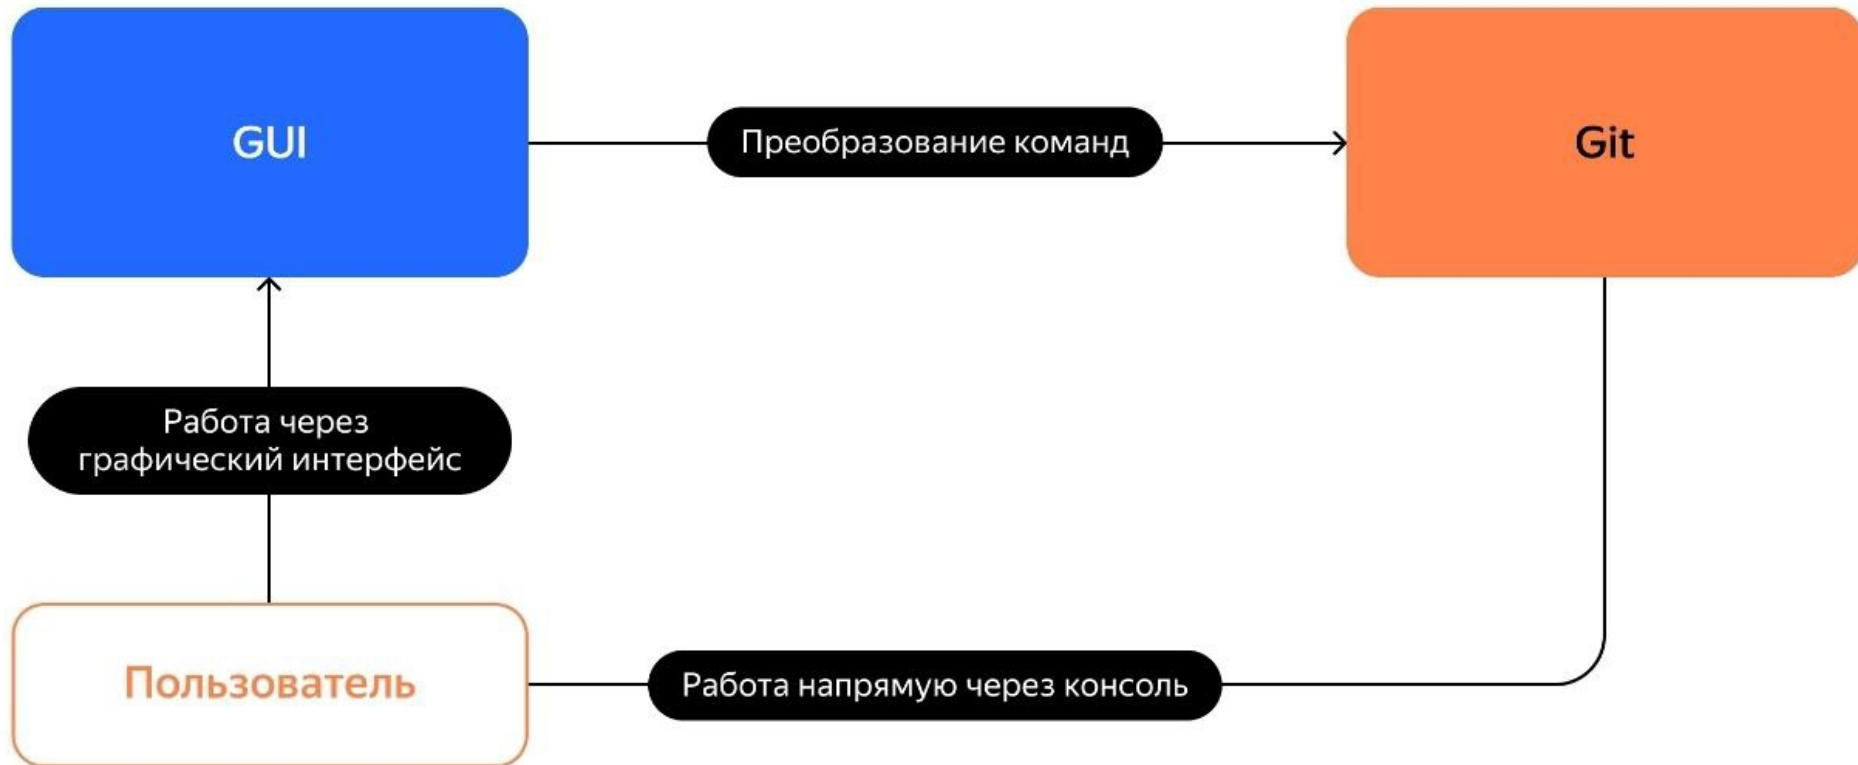 GUI
Преобразование команд
Git
Работа через
графический интерфейс
Пользователь
Работа напрямую через консоль